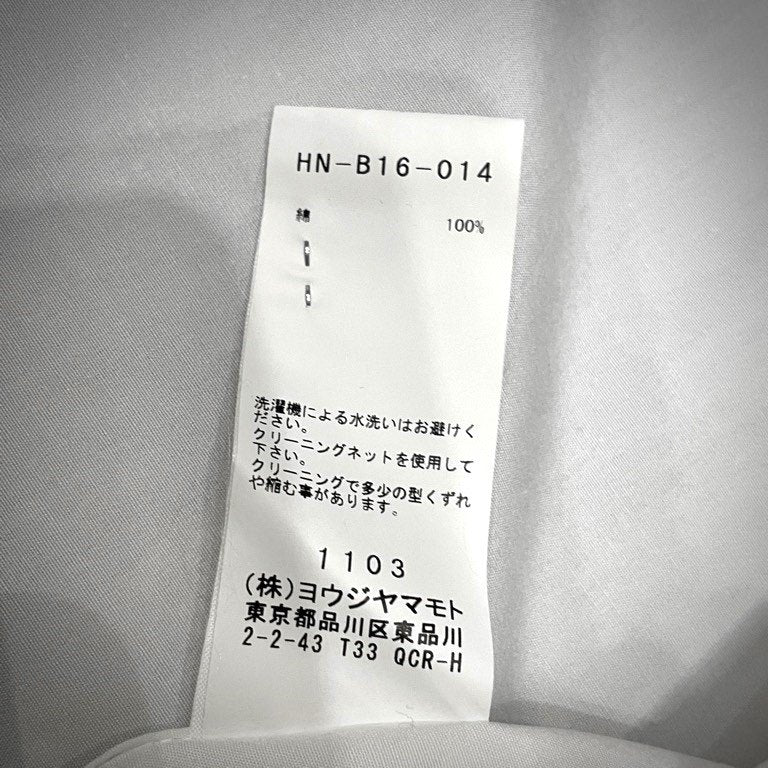 HN-B16-014
綿 100%
洗濯機による水洗いはお避けく
ださい。
クリーニングネットを使用して
下さい。
クリーニングで多少の型くずれ
や縮む事があります。
1103
(株)ヨウジヤマモト
東京都品川区東品川
2-2-43 T33 QCR-H